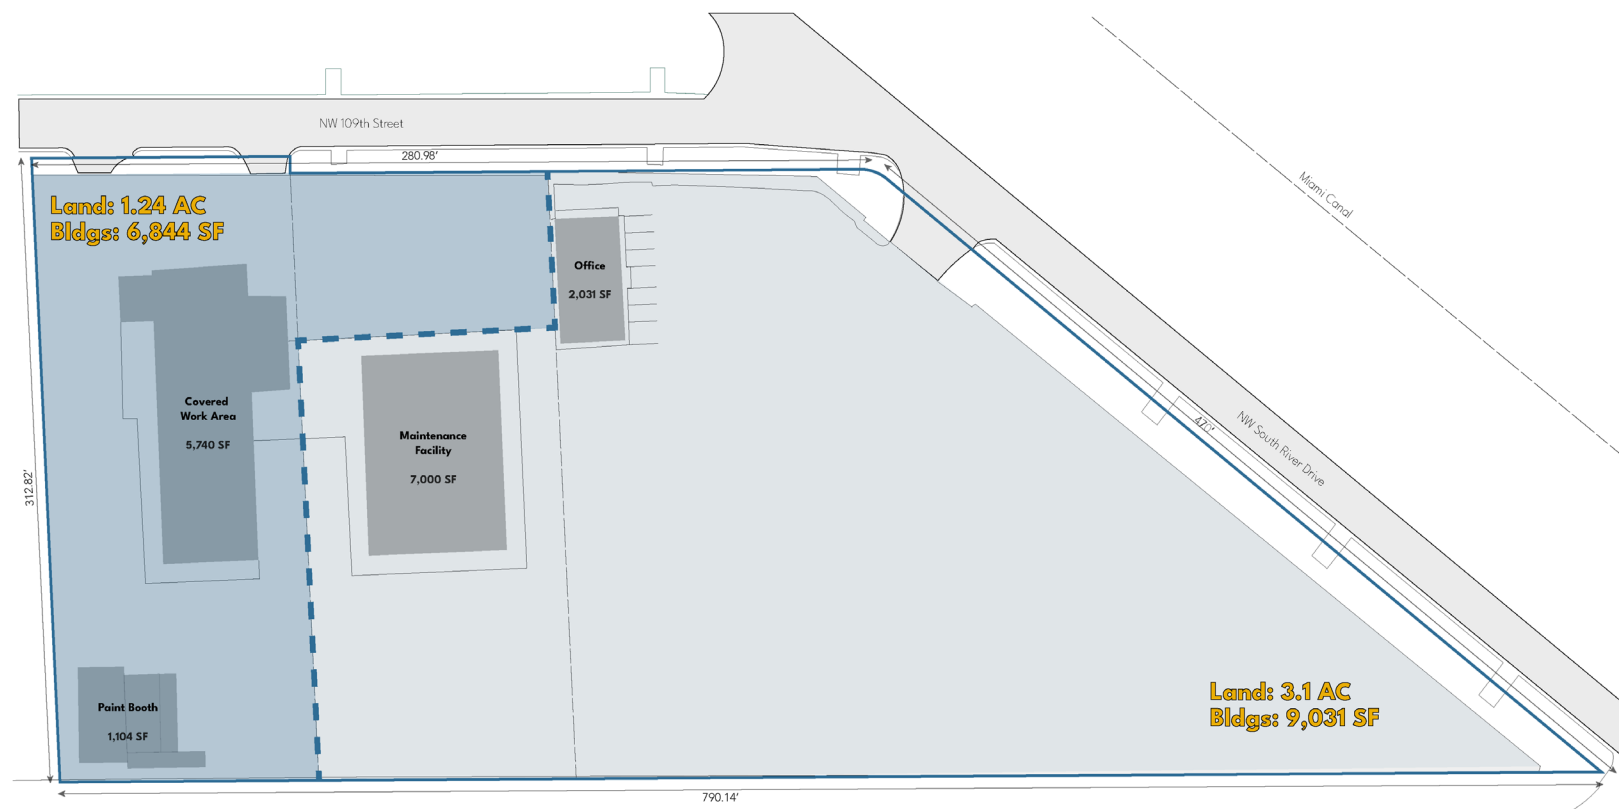 NW 109th Street
280.98'
Miami Canal
Land: 1.24 AC
Bldgs: 6,844 SF
Office
2,031 SF
Covered
Work Area
5,740 SF
Maintenance
Facility
7,000 SF
470'
NW South River Drive
312.82'
Paint Booth
1,104 SF
Land: 3.1 AC
Bldgs: 9,031 SF
790.14'